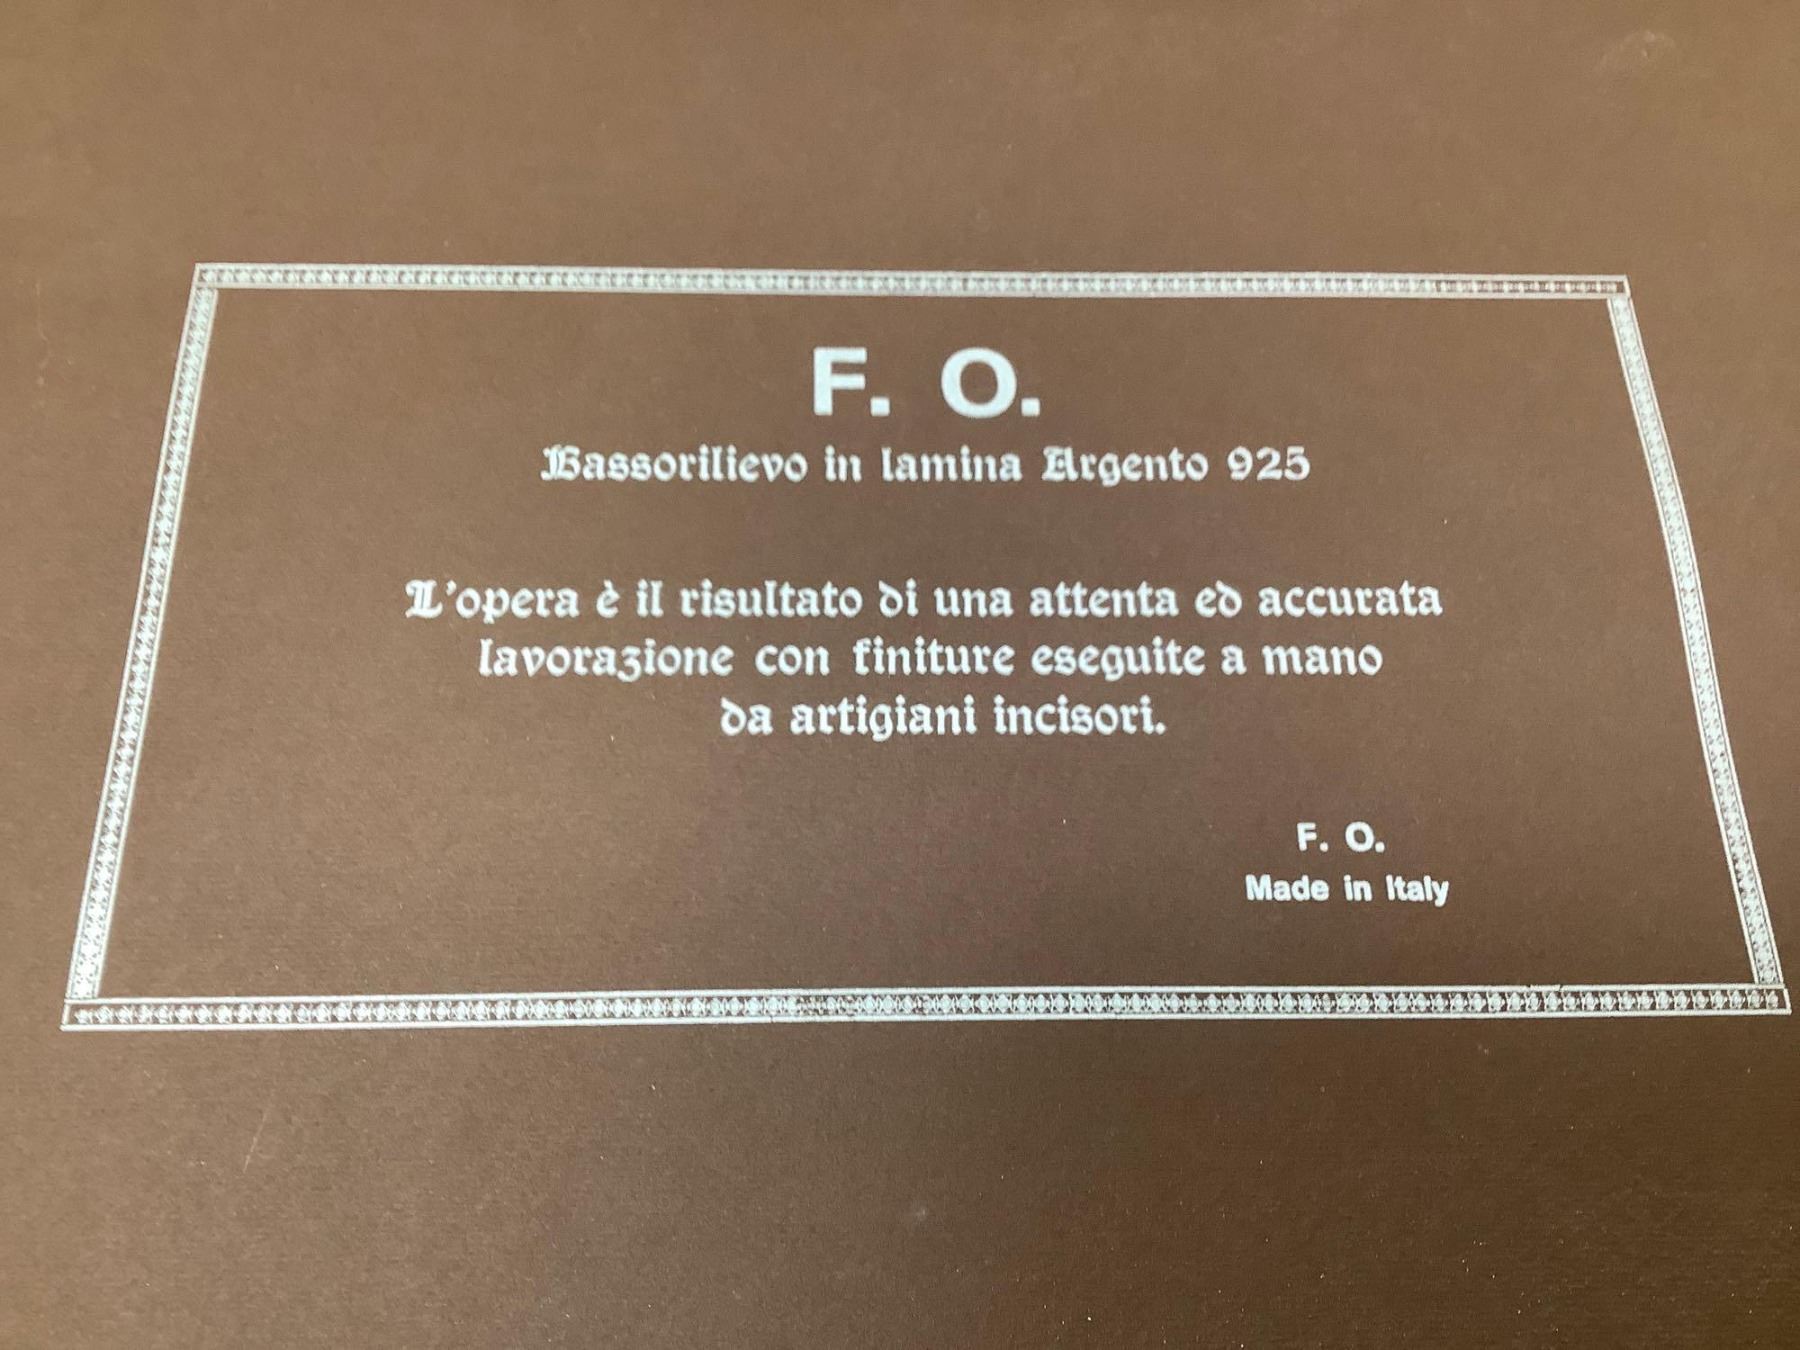 F. O.
Bassorilievo in lamina Argento 925
L'opera è il risultato di una attenta ed accurata
lavorazione con finiture eseguite a mano
da artigiani incisori.
F. O.
Made in Italy